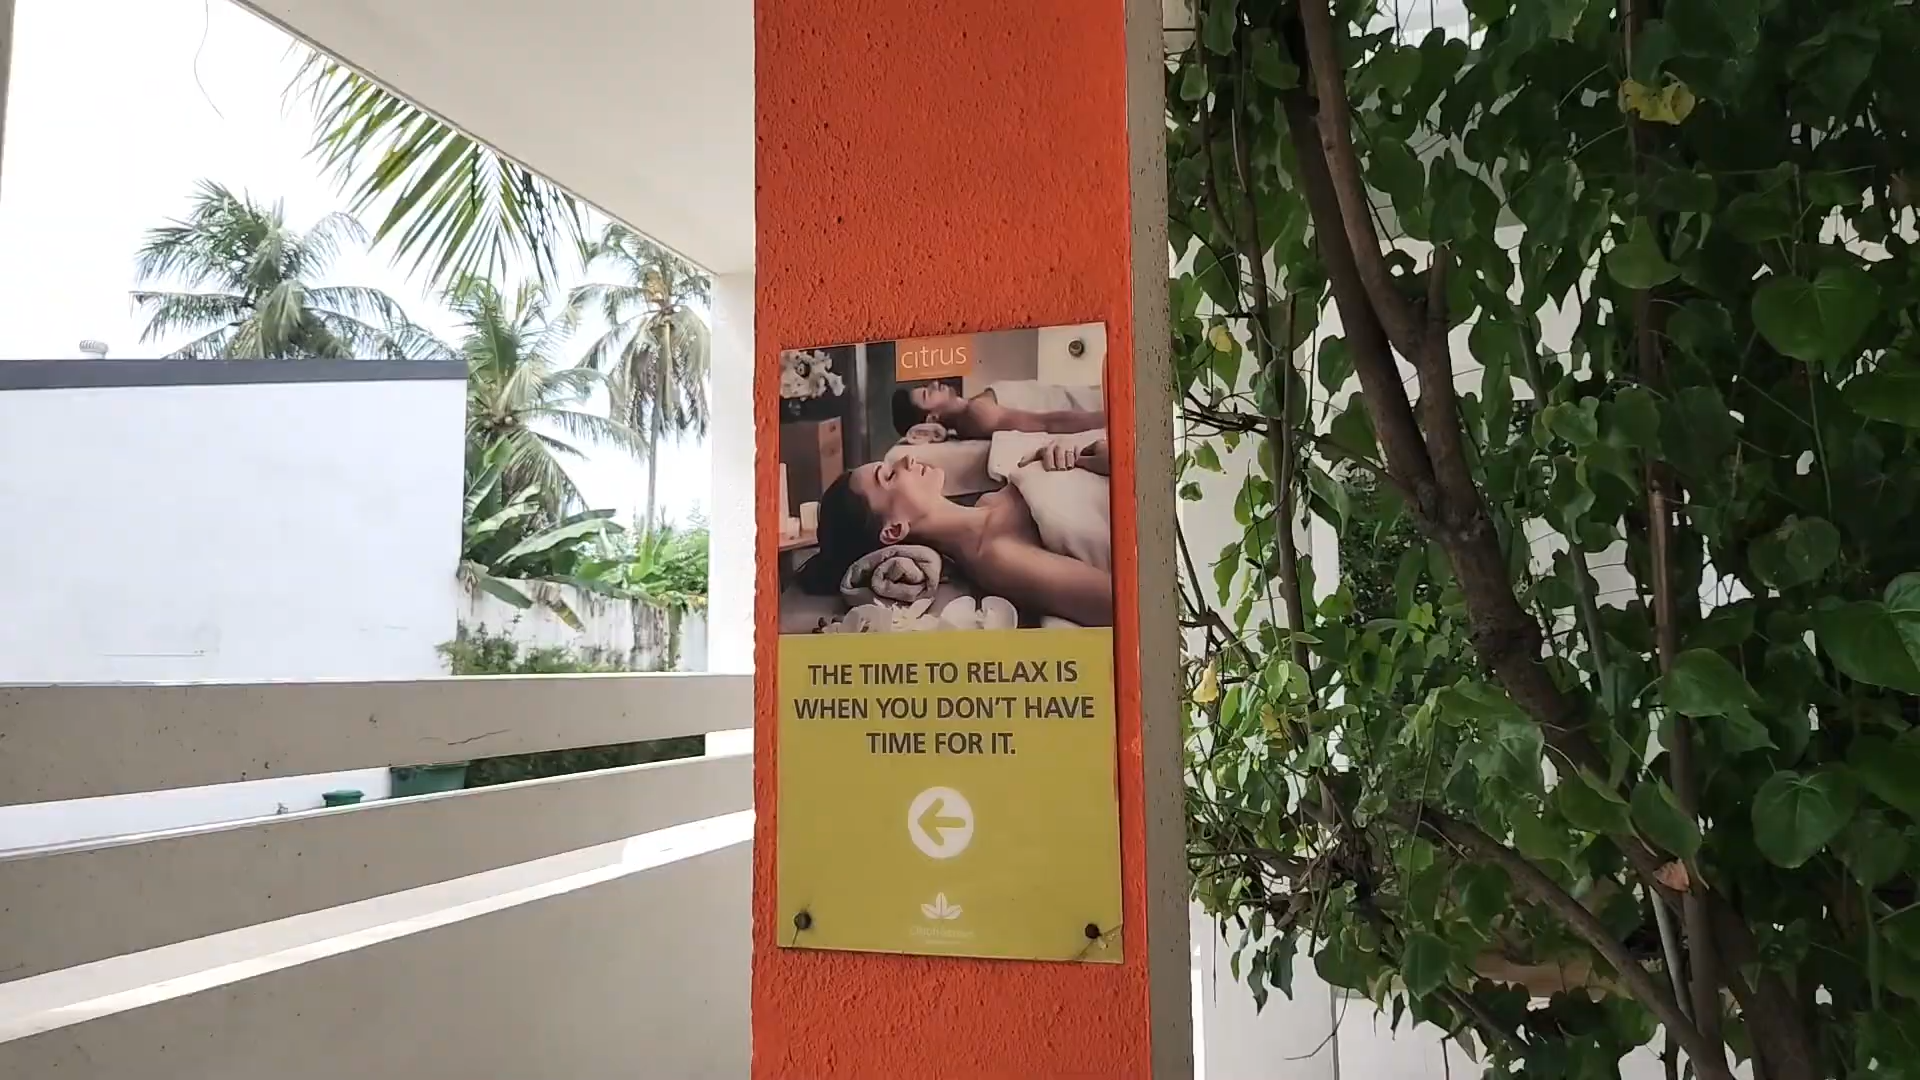 citrus
THE TIME TO RELAX IS
WHEN YOU DON'T HAVE
TIME FOR IT.